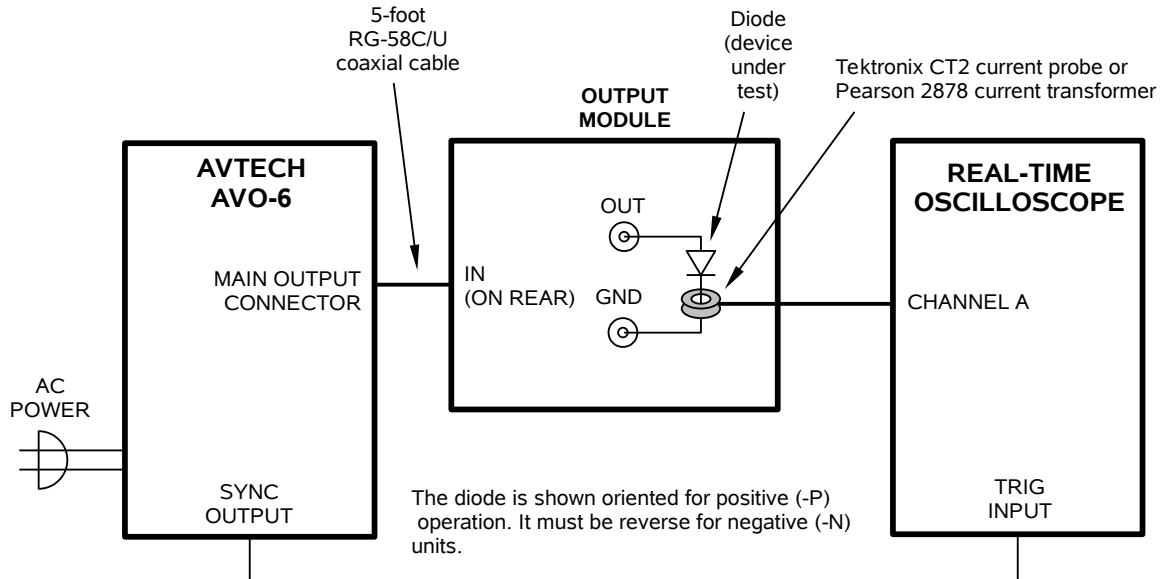 5-foot
RG-58C/U
coaxial cable
Diode
(device
under
test)
Tektronix CT2 current probe or
Pearson 2878 current transformer
OUTPUT
MODULE
AVTECH
AVO-6
REAL-TIME
OSCILLOSCOPE
OUT
MAIN OUTPUT
CONNECTOR
IN
(ON REAR)
GND
CHANNEL A
AC
POWER
SYNC
OUTPUT
The diode is shown oriented for positive (-P)
operation. It must be reverse for negative (-N)
units.
TRIG
INPUT